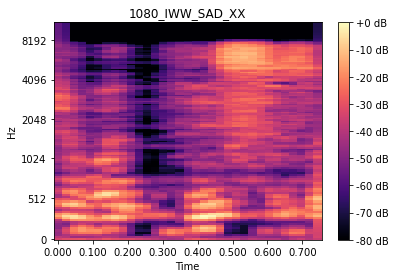 1080_IWW_SAD_XX
8192
4096
2048
1024
512
0
Hz
0.000 0.100 0.200 0.300 0.400 0.500 0.600 0.700
Time
+0 dB
-10 dB
-20 dB
-30 dB
-40 dB
-50 dB
-60 dB
-70 dB
-80 dB